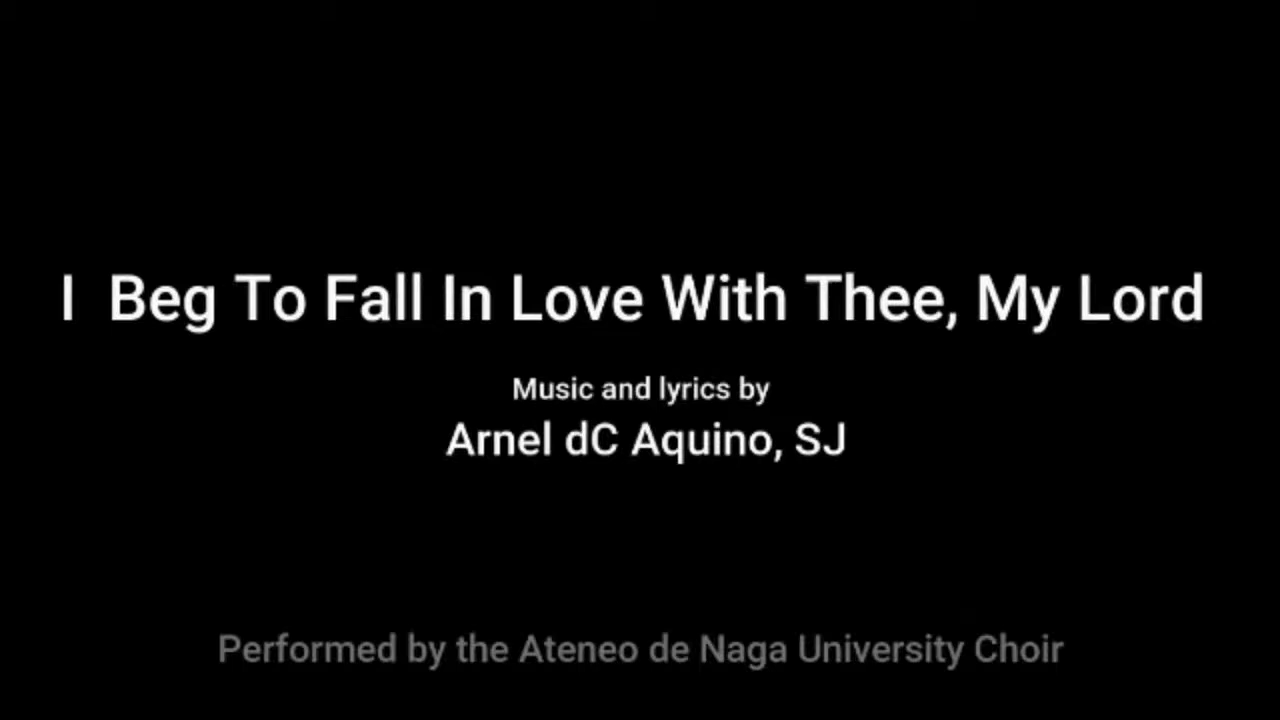 I Beg To Fall In Love With Thee, My Lord
Music and lyrics by
Arnel dC Aquino, SJ
Performed by the Ateneo de Naga University Choir